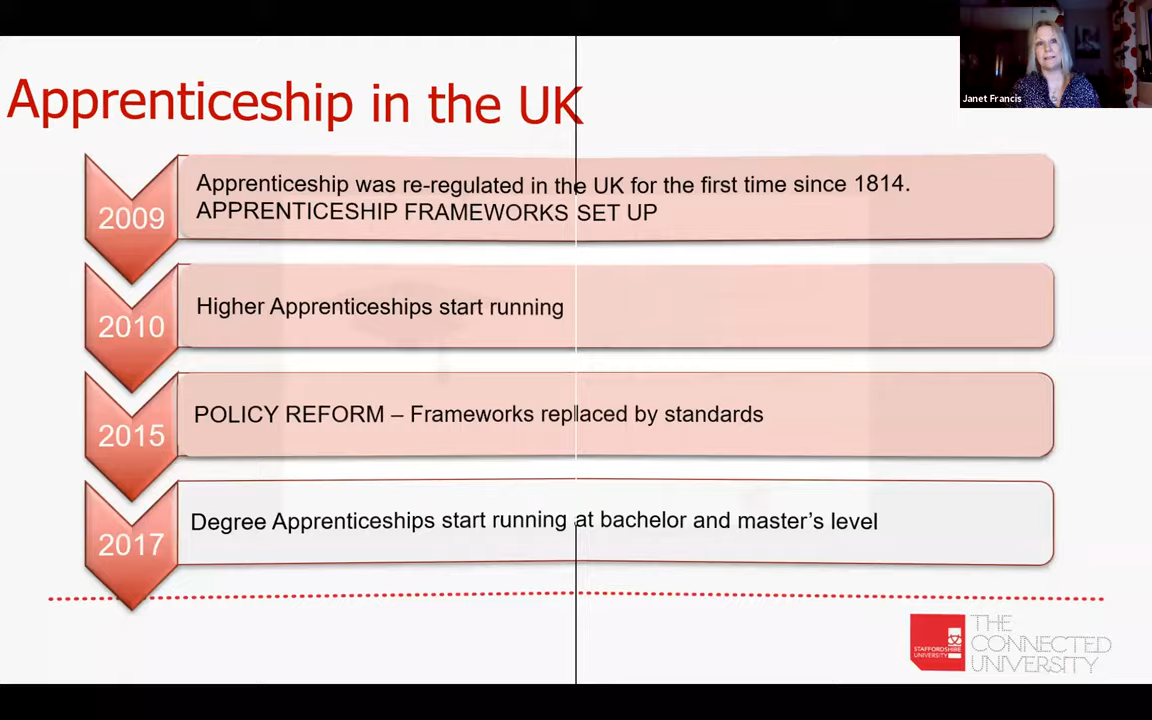 Apprenticeship in the UK
Janet Francis
2009
Apprenticeship was re-regulated in the UK for the first time since 1814.
APPRENTICESHIP FRAMEWORKS SET UP
2010
Higher Apprenticeships start running
2015
POLICY REFORM – Frameworks replaced by standards
2017
Degree Apprenticeships start running at bachelor and master’s level
STAFFORDSHIRE
UNIVERSITY
THE
CONNECTED
UNIVERSITY